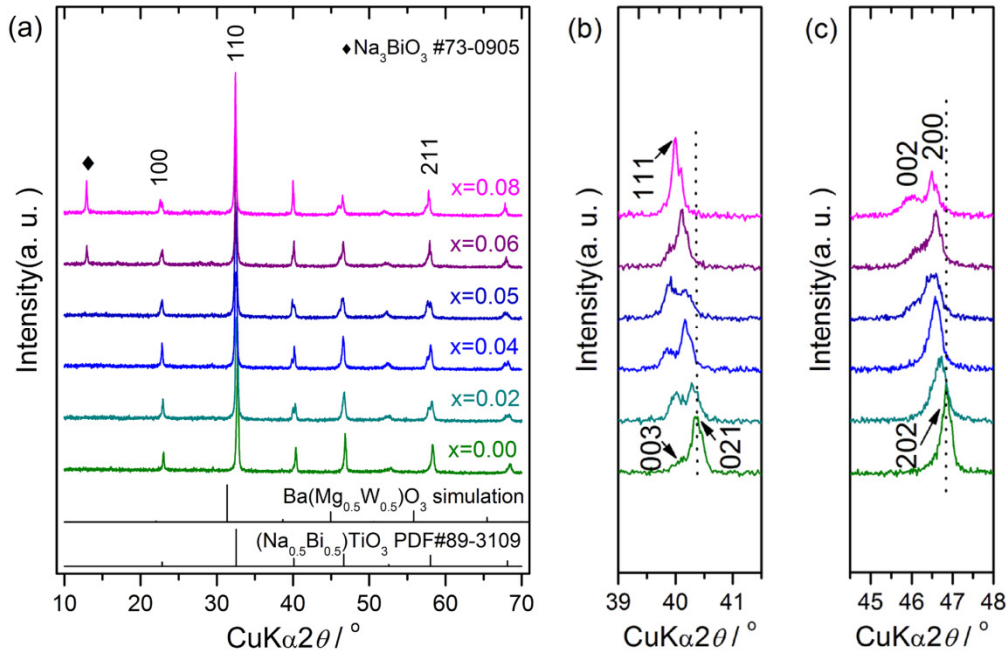 (a)
110
♦Na₃BiO₃ #73-0905
♦
100
211
x=0.08
x=0.06
x=0.05
x=0.04
x=0.02
x=0.00
Ba(Mg₀.₅W₀.₅)O₃ simulation
(Na₀.₅Bi₀.₅)TiO₃ PDF#89-3109
Intensity(a. u.)
10 20 30 40 50 60 70
CuKα2θ / °
(b)
111
003
021
Intensity(a. u.)
39 40 41
CuKα2θ / °
(c)
002
200
202
Intensity(a. u.)
45 46 47 48
CuKα2θ / °